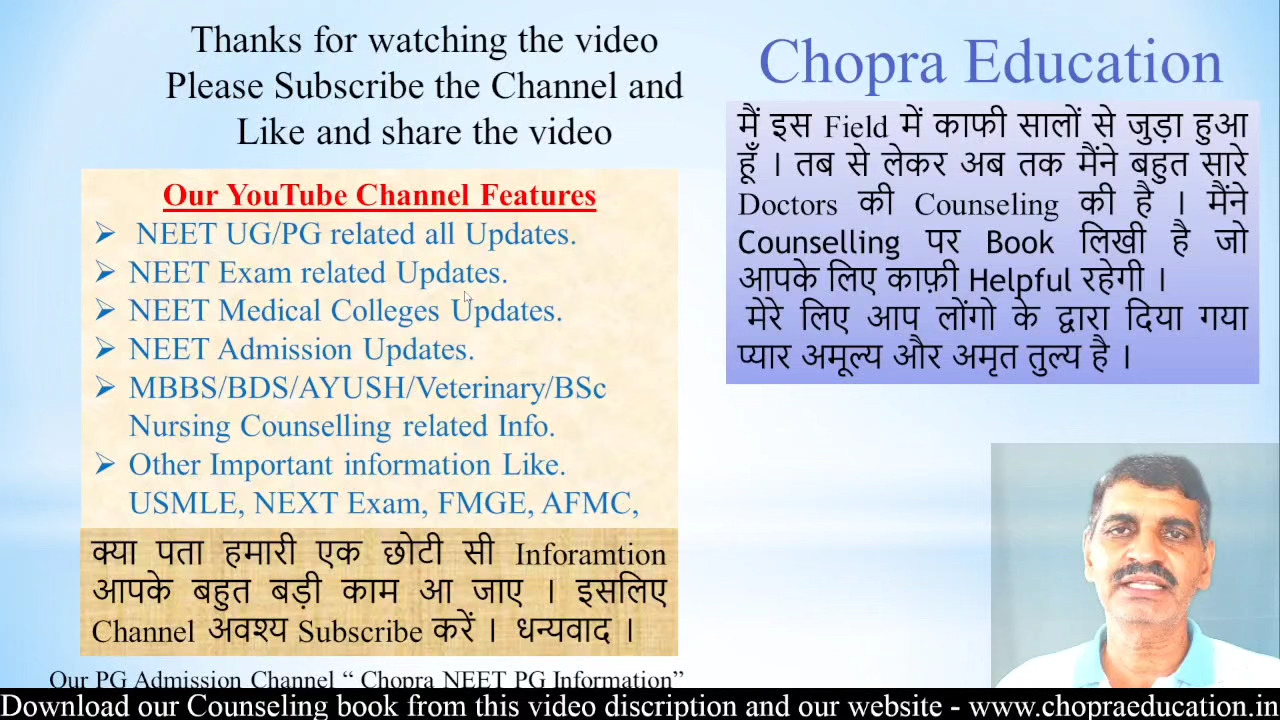 Thanks for watching the video
Please Subscribe the Channel and
Like and share the video
Our YouTube Channel Features
➢ NEET UG/PG related all Updates.
➢ NEET Exam related Updates.
➢ NEET Medical Colleges Updates.
➢ NEET Admission Updates.
➢ MBBS/BDS/AYUSH/Veterinary/BSc
Nursing Counselling related Info.
➢ Other Important information Like.
USMLE, NEXT Exam, FMGE, AFMC,
क्या पता हमारी एक छोटी सी Inforamtion
आपके बहुत बड़ी काम आ जाए । इसलिए
Channel अवश्य Subscribe करें । धन्यवाद ।
Our PG Admission Channel “ Chopra NEET PG Information”
Chopra Education
मैं इस Field में काफी सालों से जुड़ा हुआ
हूँ । तब से लेकर अब तक मैंने बहुत सारे
Doctors की Counseling की है । मैंने
Counselling पर Book लिखी है जो
आपके लिए काफ़ी Helpful रहेगी ।
मेरे लिए आप लोंगो के द्वारा दिया गया
प्यार अमूल्य और अमृत तुल्य है ।
Download our Counseling book from this video discription and our website - www.chopraeducation.in